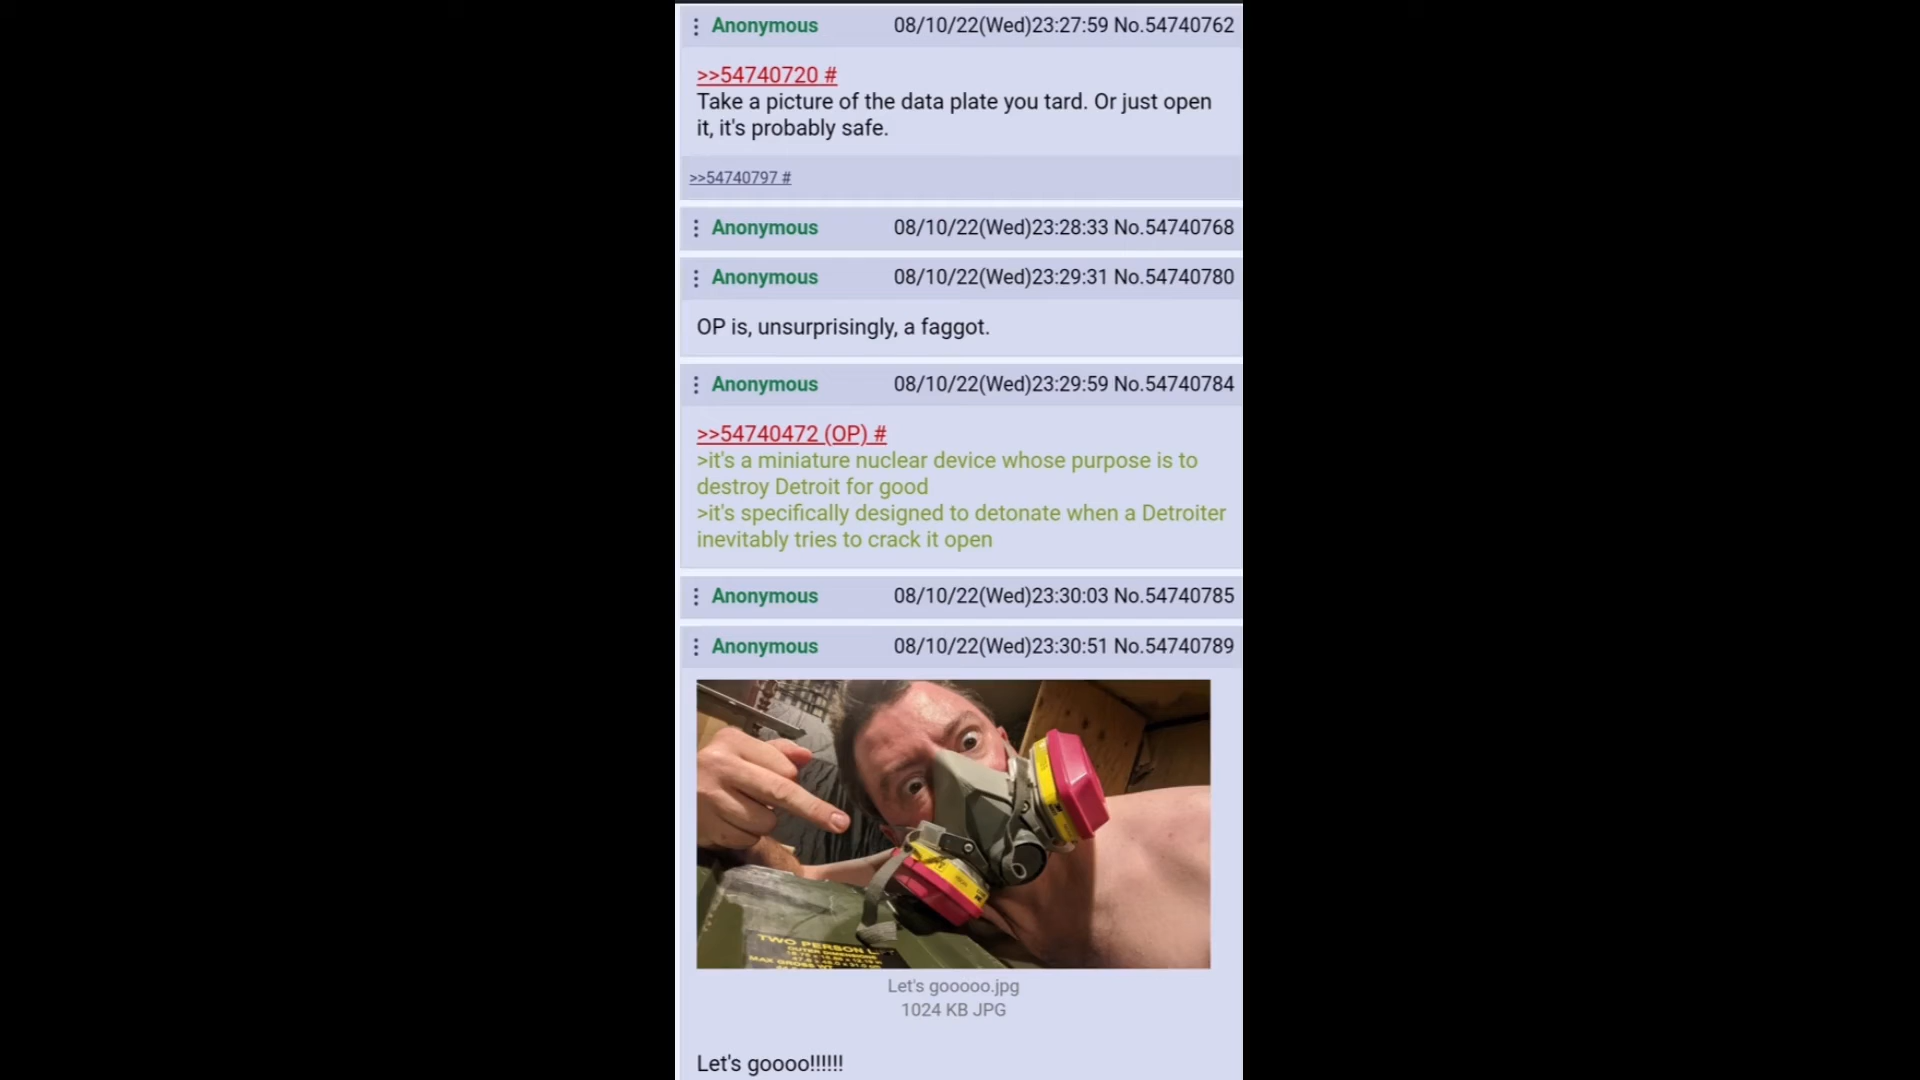 Anonymous 08/10/22(Wed)23:27:59 No.54740762
>>54740720 #
Take a picture of the data plate you tard. Or just open
it, it's probably safe.
>>54740797 #
Anonymous 08/10/22(Wed)23:28:33 No.54740768
Anonymous 08/10/22(Wed)23:29:31 No.54740780
OP is, unsurprisingly, a faggot.
Anonymous 08/10/22(Wed)23:29:59 No.54740784
>>54740472 (OP) #
>it's a miniature nuclear device whose purpose is to
destroy Detroit for good
>it's specifically designed to detonate when a Detroiter
inevitably tries to crack it open
Anonymous 08/10/22(Wed)23:30:03 No.54740785
Anonymous 08/10/22(Wed)23:30:51 No.54740789
TWO PERSON
OUTER DIMENSIONS
MAX GROSS
Let's gooooo.jpg
1024 KB JPG
Let's goooo!!!!!!